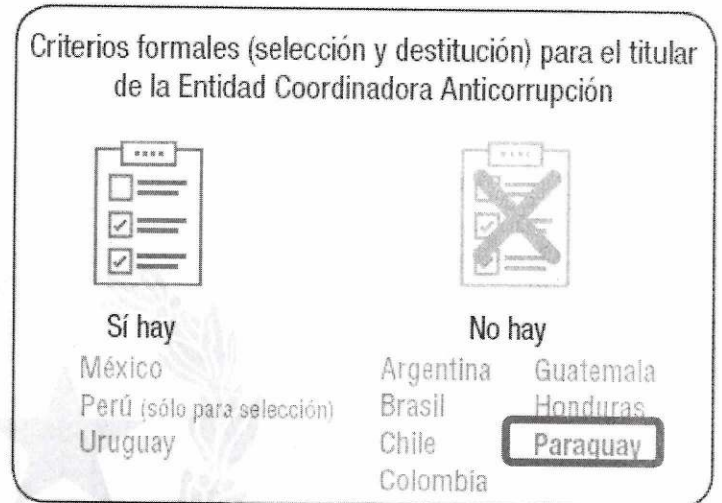 Criterios formales (selección y destitución) para el titular
de la Entidad Coordinadora Anticorrupción
Sí hay
México
Perú (sólo para selección)
Uruguay
No hay
Argentina
Brasil
Chile
Colombia
Guatemala
Honduras
Paraguay